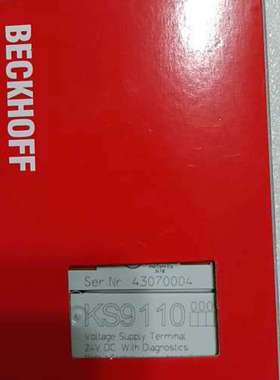 BECKHOFF
Ser.Nr. 43070004
KS9110
Voltage Supply Terminal
24V DC With Diagnostics